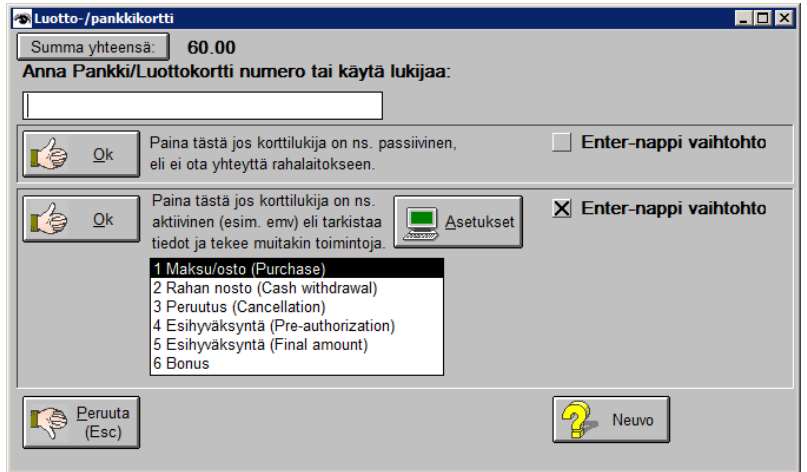 Luotto-/pankkikortti
Summa yhteensä: 60.00
Anna Pankki/Luottokortti numero tai käytä lukijaa:
Ok
Paina tästä jos korttilukija on ns. passiivinen,
eli ei ota yhteyttä rahalaitokseen.
Enter-nappi vaihtohto
Ok
Paina tästä jos korttilukija on ns.
aktiivinen (esim. emv) eli tarkistaa
tiedot ja tekee muitakin toimintoja.
Asetukset
Enter-nappi vaihtohto
1 Maksu/osto (Purchase)
2 Rahan nosto (Cash withdrawal)
3 Peruutus (Cancellation)
4 Esihyväksyntä (Pre-authorization)
5 Esihyväksyntä (Final amount)
6 Bonus
Peruuta
(Esc)
Neuvo